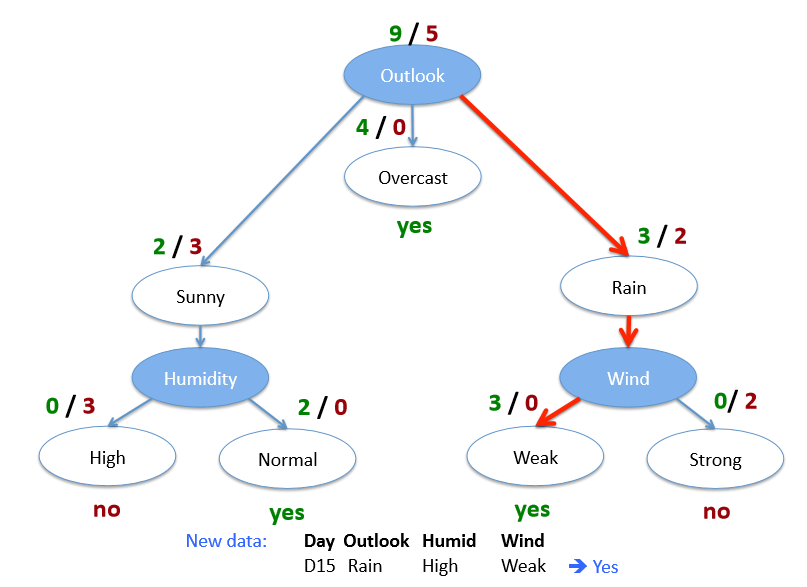 9 / 5
Outlook
4 / 0
Overcast
yes
2 / 3
3 / 2
Sunny
Rain
Humidity
Wind
0 / 3
2 / 0
3 / 0
0/ 2
High
Normal
Weak
Strong
no
yes
yes
no
New data: Day Outlook Humid Wind
D15 Rain High Weak ➔ Yes